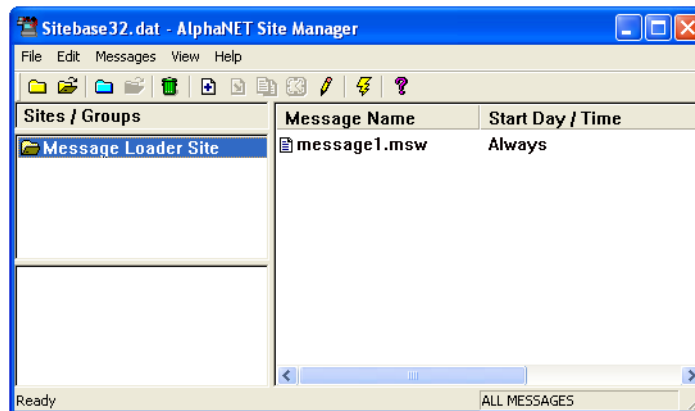 Sitebase32.dat - AlphaNET Site Manager
File Edit Messages View Help
Sites / Groups
Message Name Start Day / Time
Message Loader Site
message1.msw Always
Ready ALL MESSAGES